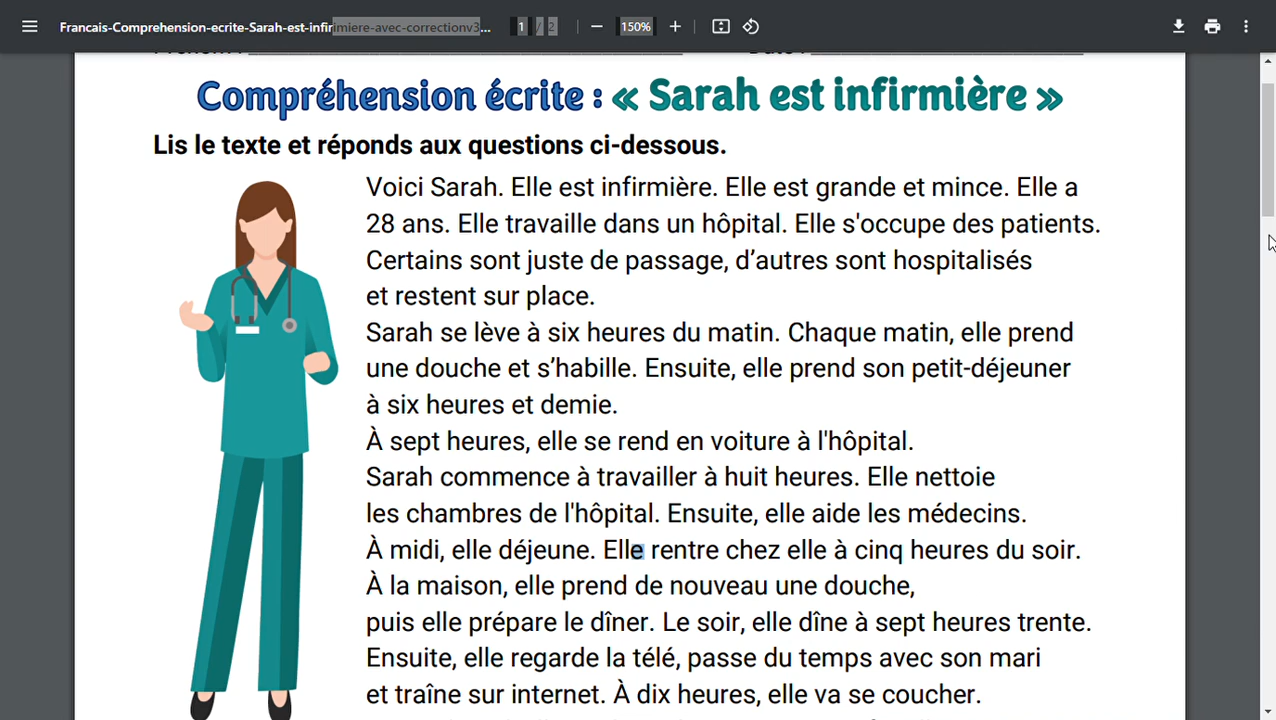 Francais-Comprehension-ecrite-Sarah-est-infirmiere-avec-correctionv3... 1 / 2 150%
Compréhension écrite : « Sarah est infirmière »
Lis le texte et réponds aux questions ci-dessous.
Voici Sarah. Elle est infirmière. Elle est grande et mince. Elle a
28 ans. Elle travaille dans un hôpital. Elle s'occupe des patients.
Certains sont juste de passage, d’autres sont hospitalisés
et restent sur place.
Sarah se lève à six heures du matin. Chaque matin, elle prend
une douche et s’habille. Ensuite, elle prend son petit-déjeuner
à six heures et demie.
À sept heures, elle se rend en voiture à l'hôpital.
Sarah commence à travailler à huit heures. Elle nettoie
les chambres de l'hôpital. Ensuite, elle aide les médecins.
À midi, elle déjeune. Elle rentre chez elle à cinq heures du soir.
À la maison, elle prend de nouveau une douche,
puis elle prépare le dîner. Le soir, elle dîne à sept heures trente.
Ensuite, elle regarde la télé, passe du temps avec son mari
et traîne sur internet. À dix heures, elle va se coucher.